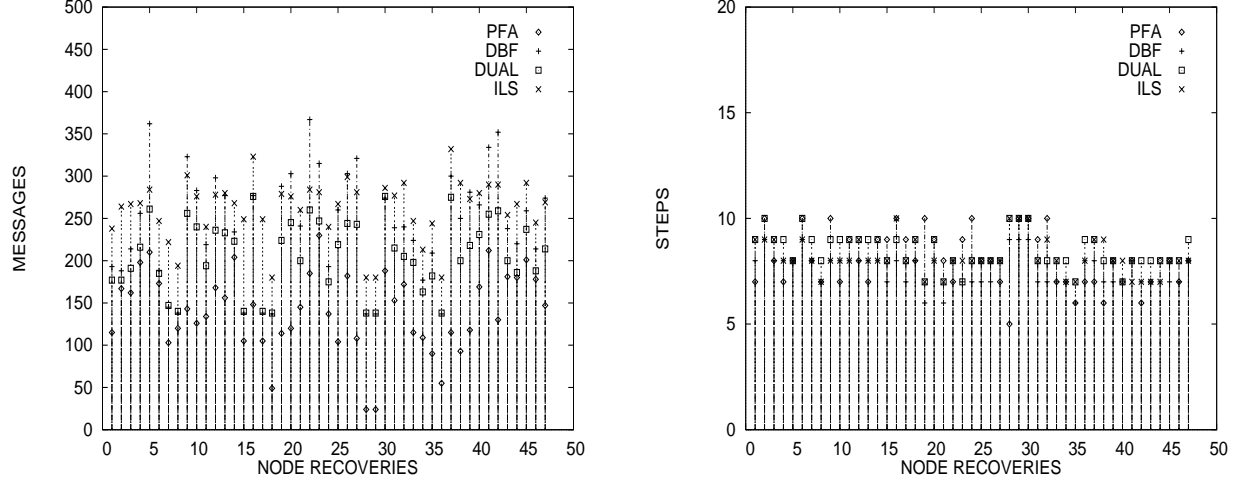 500
450
400
350
300
250
200
150
100
50
0
MESSAGES
0 5 10 15 20 25 30 35 40 45 50
NODE RECOVERIES
PFA
DBF
DUAL
ILS
20
15
10
5
0
STEPS
0 5 10 15 20 25 30 35 40 45 50
NODE RECOVERIES
PFA
DBF
DUAL
ILS